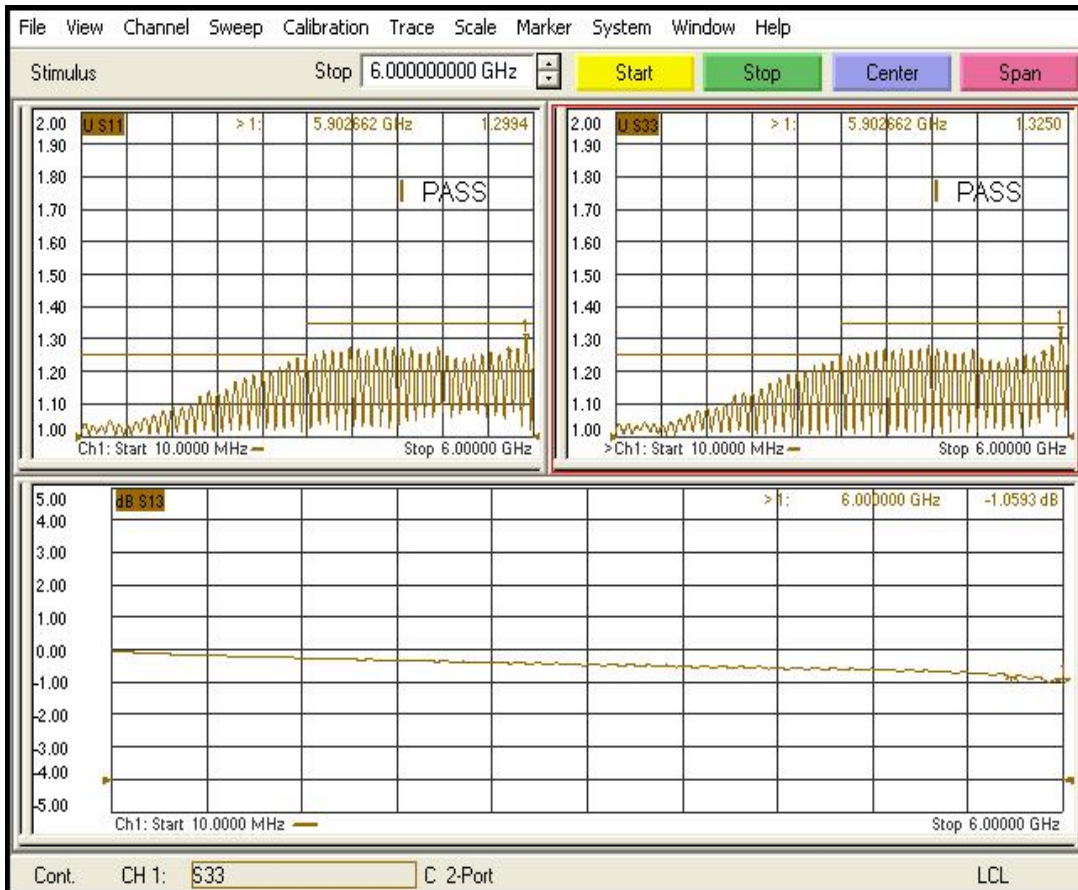 File View Channel Sweep Calibration Trace Scale Marker System Window Help
Stimulus Stop 6.000000000 GHz Start Stop Center Span
2.00 U S11 > 1: 5.902662 GHz 1.2994
1.90
1.80
PASS
1.70
1.60
1.50
1.40
1.30
1
1.20
1.10
1.00
Ch1: Start 10.0000 MHz Stop 6.00000 GHz
2.00 U S33 > 1: 5.902662 GHz 1.3250
1.90
1.80
PASS
1.70
1.60
1.50
1.40
1.30
1
1.20
1.10
1.00
>Ch1: Start 10.0000 MHz Stop 6.00000 GHz
5.00 dB S13 > 1: 6.000000 GHz -1.0593 dB
4.00
3.00
2.00
1.00
0.00
-1.00
-2.00
-3.00
-4.00
-5.00
Ch1: Start 10.0000 MHz Stop 6.00000 GHz
Cont. CH 1: S33 C 2-Port LCL